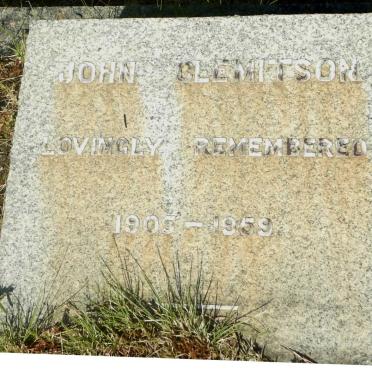 JOHN CLEMITSON
LOVINGLY REMEMBERED
1905 - 1959